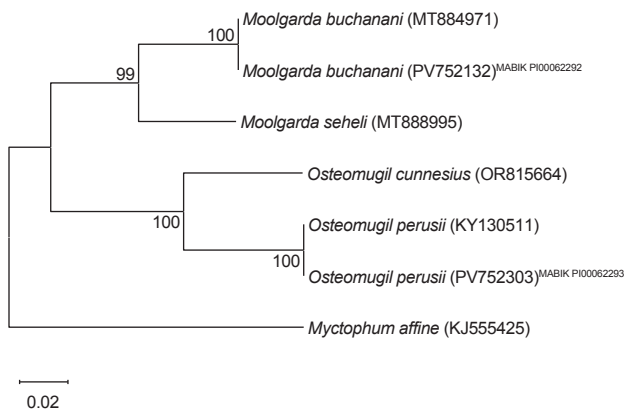 Moolgarda buchanani (MT884971)
100
Moolgarda buchanani (PV752132)MABIK PI00062292
99
Moolgarda seheli (MT888995)
Osteomugil cunnesius (OR815664)
100
Osteomugil perusii (KY130511)
100
Osteomugil perusii (PV752303)MABIK PI00062293
Myctophum affine (KJ555425)
0.02